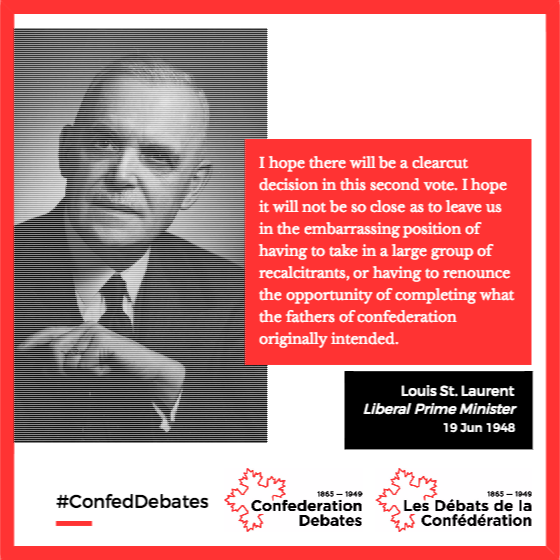 I hope there will be a clearcut
decision in this second vote. I hope
it will not be so close as to leave us
in the embarrassing position of
having to take in a large group of
recalcitrants, or having to renounce
the opportunity of completing what
the fathers of confederation
originally intended.
Louis St. Laurent
Liberal Prime Minister
19 Jun 1948
#ConfedDebates
1865 — 1949
Confederation
Debates
1865 — 1949
Les Débats de la
Confédération